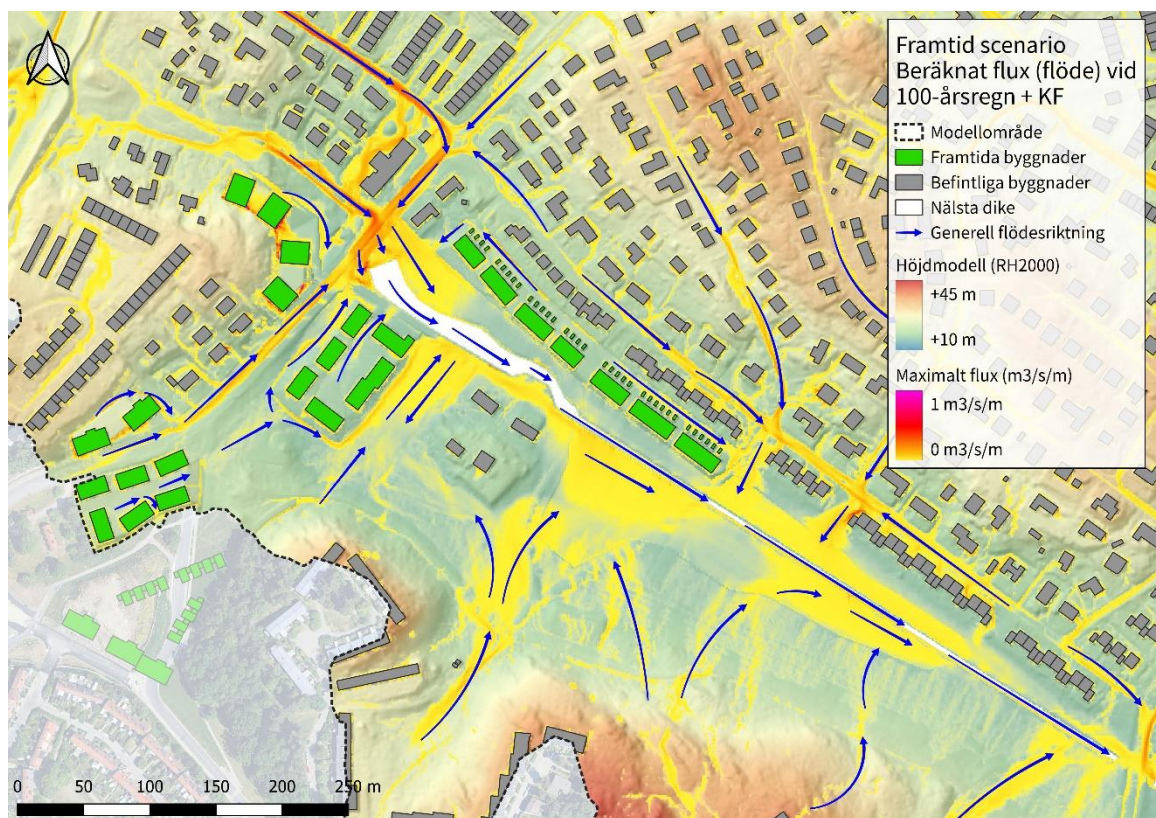 Framtid scenario
Beräknat flux (flöde) vid
100-årsregn + KF
Modellområde
Framtida byggnader
Befintliga byggnader
Nälsta dike
Generell flödesriktning
Höjdmodell (RH2000)
+45 m
+10 m
Maximalt flux (m3/s/m)
1 m3/s/m
0 m3/s/m
0 50 100 150 200 250 m